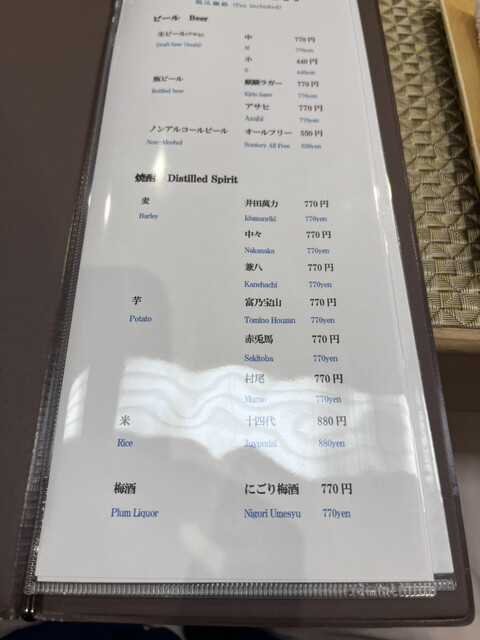 税込価格 (Tax included)
ビール Beer
生ビール(アサヒ) 中 770円
Draft beer (Asahi) M 770yen
小 440円
S 440yen
瓶ビール 麒麟ラガー 770円
Bottled beer Kirin lager 770yen
アサヒ 770円
Asahi 770yen
ノンアルコールビール オールフリー 550円
Non-Alcohol Suntory All Free 550yen
焼酎 Distilled Spirit
麦 井田萬力 770円
Barley Idamanriki 770yen
中々 770円
Nakanaka 770yen
兼八 770円
Kanehachi 770yen
芋 富乃宝山 770円
Potato Tomino Houzan 770yen
赤兎馬 770円
Sekitoba 770yen
村尾 770円
Murao 770yen
米 十四代 880円
Rice Juyondai 880yen
梅酒 にごり梅酒 770円
Plum Liquor Nigori Umesyu 770yen